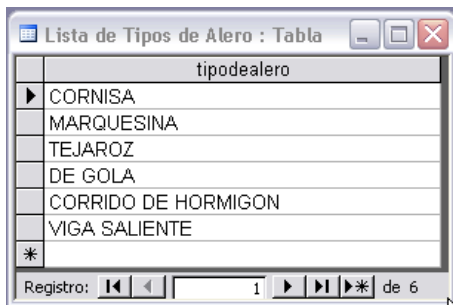 Lista de Tipos de Alero : Tabla
tipodealero
CORNISA
MARQUESINA
TEJAROZ
DE GOLA
CORRIDO DE HORMIGON
VIGA SALIENTE
Registro: 1 de 6